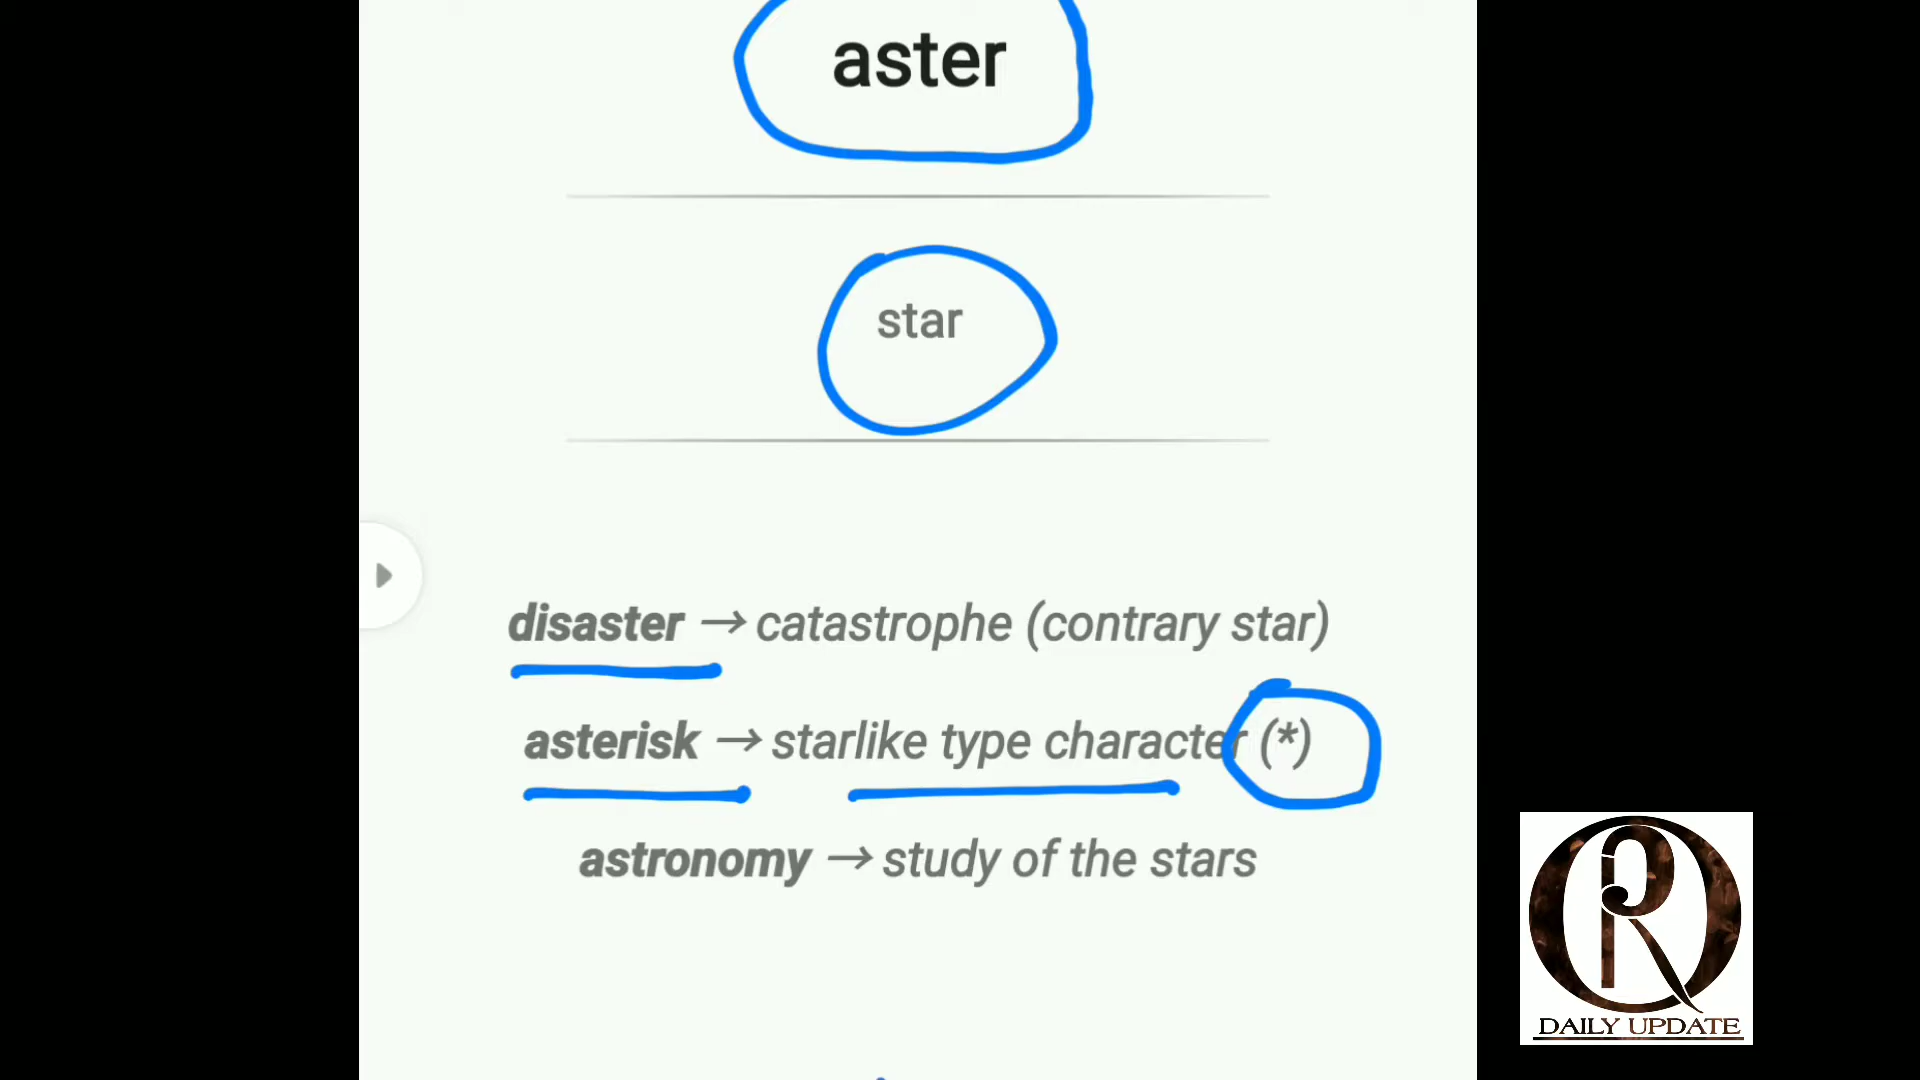 aster
star
disaster → catastrophe (contrary star)
asterisk → starlike type character (*)
astronomy → study of the stars
R
DAILY UPDATE